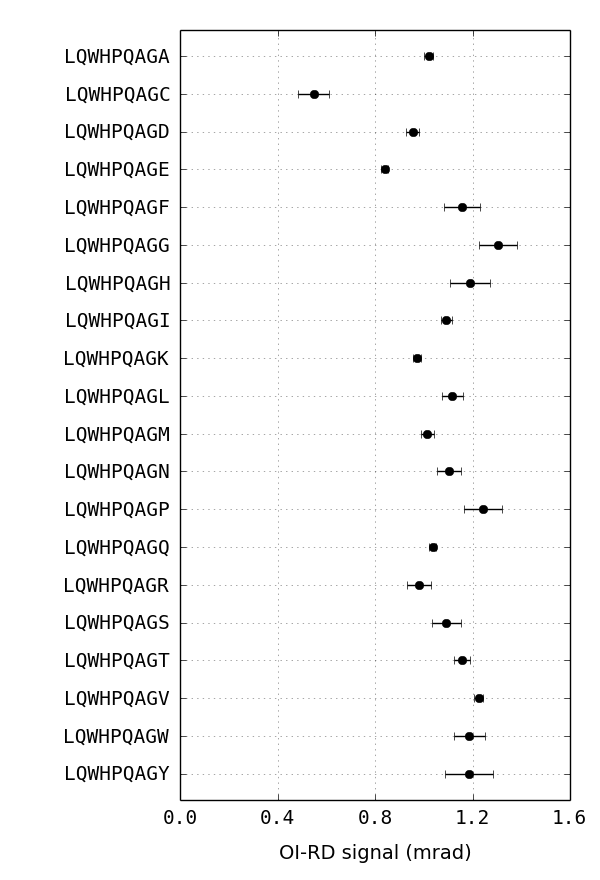 LQWHPQAGA
LQWHPQAGC
LQWHPQAGD
LQWHPQAGE
LQWHPQAGF
LQWHPQAGG
LQWHPQAGH
LQWHPQAGI
LQWHPQAGK
LQWHPQAGL
LQWHPQAGM
LQWHPQAGN
LQWHPQAGP
LQWHPQAGQ
LQWHPQAGR
LQWHPQAGS
LQWHPQAGT
LQWHPQAGV
LQWHPQAGW
LQWHPQAGY
0.0 0.4 0.8 1.2 1.6
OI-RD signal (mrad)